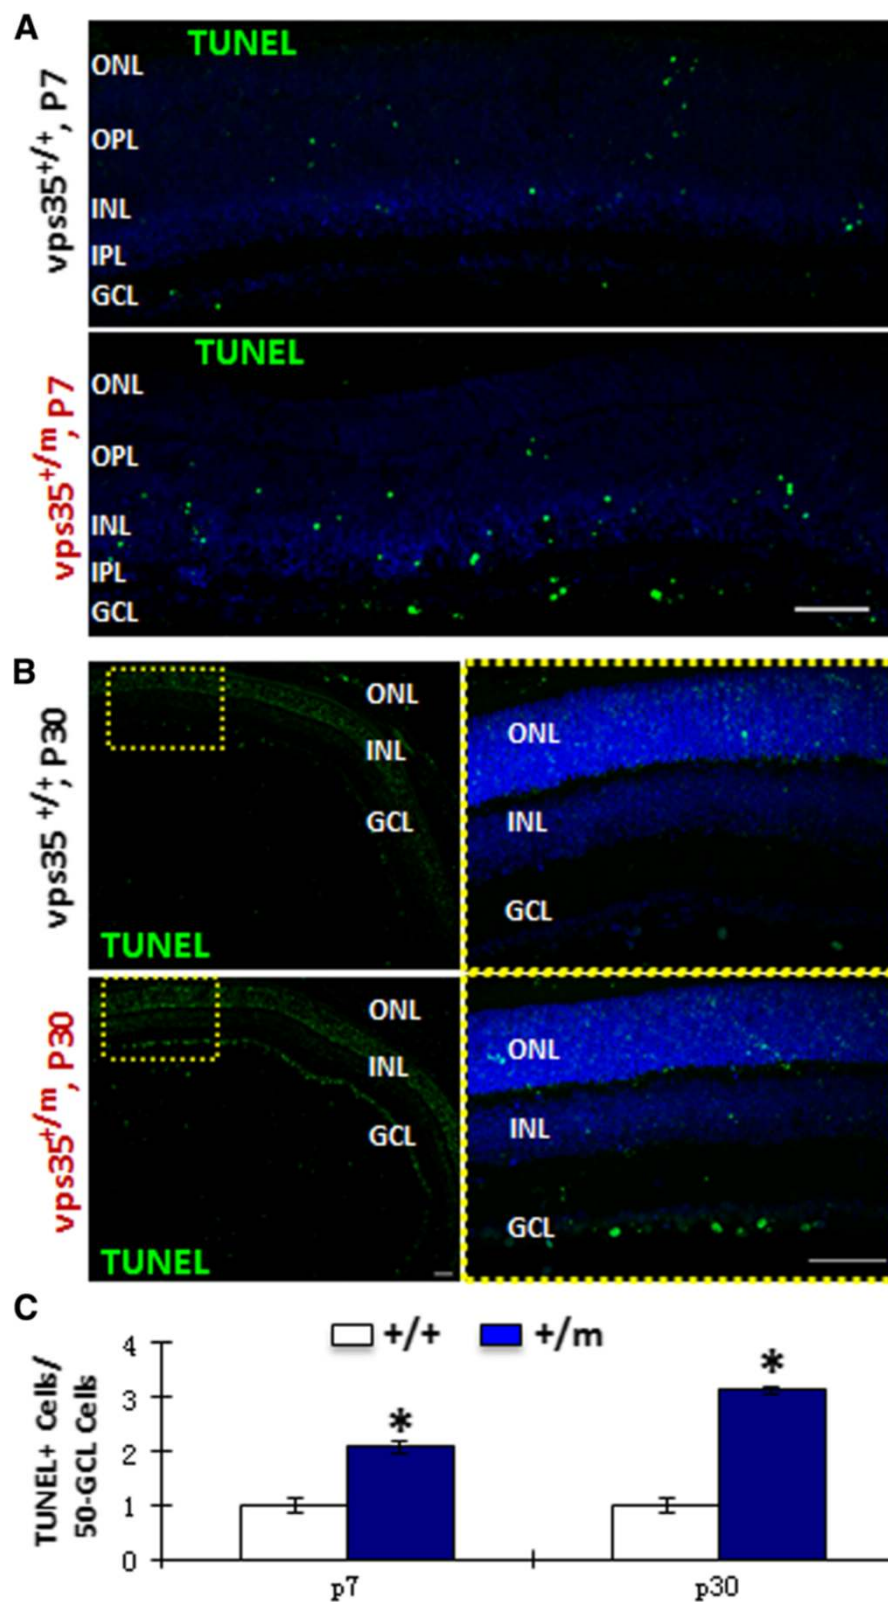 A
vps35+/+, P7
TUNEL
ONL
OPL
INL
IPL
GCL
vps35+/m, P7
TUNEL
ONL
OPL
INL
IPL
GCL
B
vps35 +/+, P30
ONL
INL
GCL
TUNEL
ONL
INL
GCL
vps35+/m, P30
ONL
INL
GCL
TUNEL
ONL
INL
GCL
C
+/+ +/m
TUNEL+ Cells/
50-GCL Cells
4
3
2
1
0
*
*
p7 p30